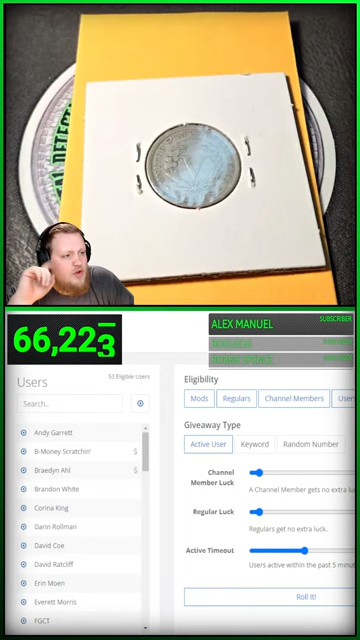 66,223
ALEX MANUEL
SUBSCRIBER
Users
53 Eligible Users
Search...
Andy Garrett
B-Money Scratchin' $
Braedyn Ahl $
Brandon White
Corina King
Darin Rollman
David Coe
David Ratcliff
Erin Moen
Everett Morris
FGCT
Eligibility
Mods Regulars Channel Members Users
Giveaway Type
Active User Keyword Random Number
Channel
Member Luck
A Channel Member gets no extra lu
Regular Luck
Regulars get no extra luck.
Active Timeout
Users active within the past 5 minut
Roll It!